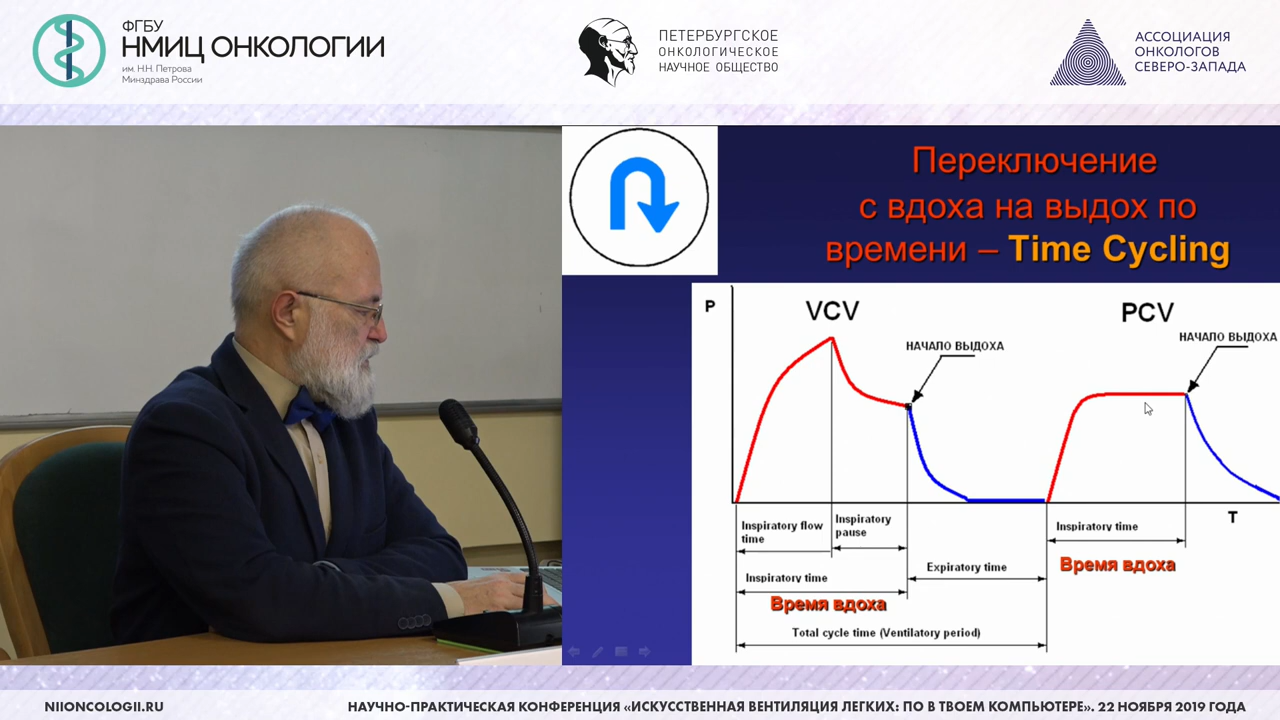 ФГБУ
НМИЦ ОНКОЛОГИИ
им. Н.Н. Петрова
Минздрава России
ПЕТЕРБУРГСКОЕ
ОНКОЛОГИЧЕСКОЕ
НАУЧНОЕ ОБЩЕСТВО
АССОЦИАЦИЯ
ОНКОЛОГОВ
СЕВЕРО-ЗАПАДА
Переключение
с вдоха на выдох по
времени – Time Cycling
P
VCV
PCV
НАЧАЛО ВЫДОХА
НАЧАЛО ВЫДОХА
T
Inspiratory flow
time
Inspiratory
pause
Inspiratory time
Expiratory time
Время вдоха
Inspiratory time
Время вдоха
Total cycle time (Ventilatory period)
NIIONCOLOGII.RU
НАУЧНО-ПРАКТИЧЕСКАЯ КОНФЕРЕНЦИЯ «ИСКУССТВЕННАЯ ВЕНТИЛЯЦИЯ ЛЕГКИХ: ПО В ТВОЕМ КОМПЬЮТЕРЕ». 22 НОЯБРЯ 2019 ГОДА